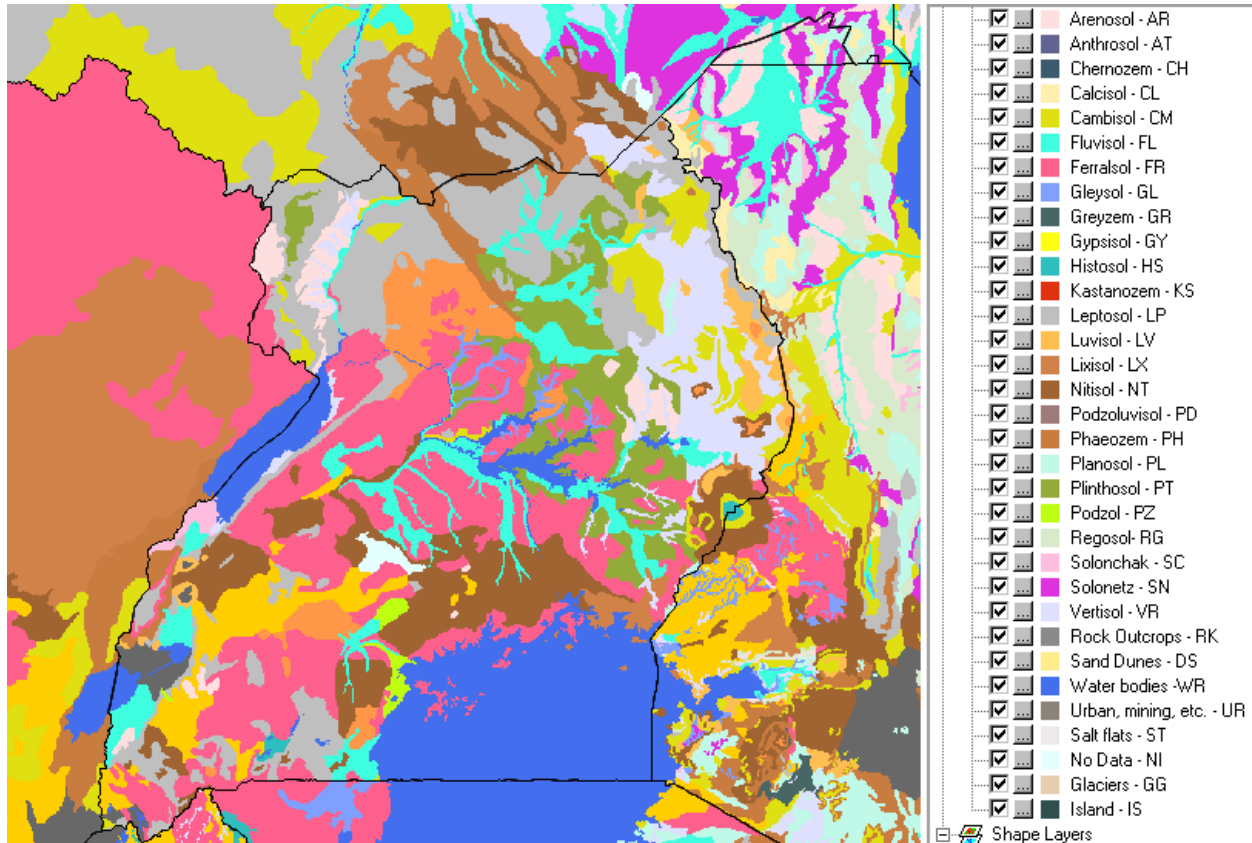 Arenosol - AR
Anthrosol - AT
Chernozem - CH
Calcisol - CL
Cambisol - CM
Fluvisol - FL
Ferralsol - FR
Gleysol - GL
Greyzem - GR
Gypsisol - GY
Histosol - HS
Kastanozem - KS
Leptosol - LP
Luvisol - LV
Lixisol - LX
Nitisol - NT
Podzoluvisol - PD
Phaeozem - PH
Planosol - PL
Plinthosol - PT
Podzol - PZ
Regosol- RG
Solonchak - SC
Solonetz - SN
Vertisol - VR
Rock Outcrops - RK
Sand Dunes - DS
Water bodies -WR
Urban, mining, etc. - UR
Salt flats - ST
No Data - NI
Glaciers - GG
Island - IS
Shape Layers